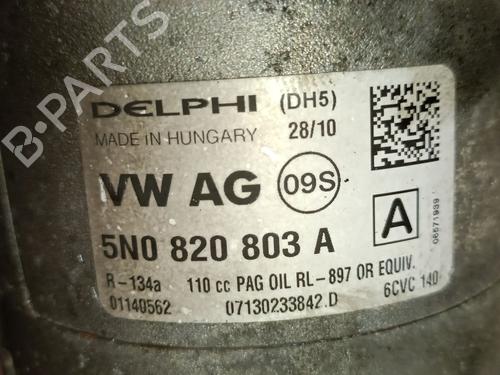 B-PARTS
DELPHI (DH5)
MADE IN HUNGARY 28/10
VW AG 09S
5N0 820 803 A A
R-134a 110 cc PAG OIL RL-897 OR EQUIV.
01140562 07130233842.D 6CVC 140
06571939